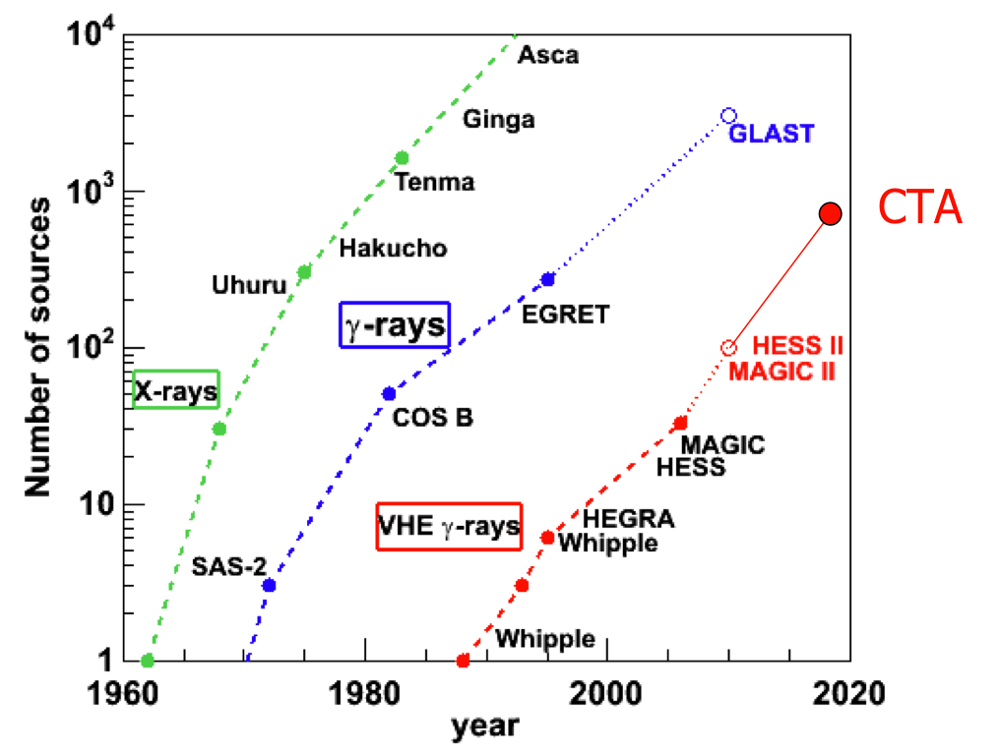 10⁴
Asca
Ginga
GLAST
Tenma
10³
CTA
Hakucho
Uhuru
EGRET
γ-rays
10²
HESS II
MAGIC II
X-rays
COS B
MAGIC
HESS
10
HEGRA
VHE γ-rays
Whipple
SAS-2
Whipple
1
1960
1980
2000
2020
year
Number of sources